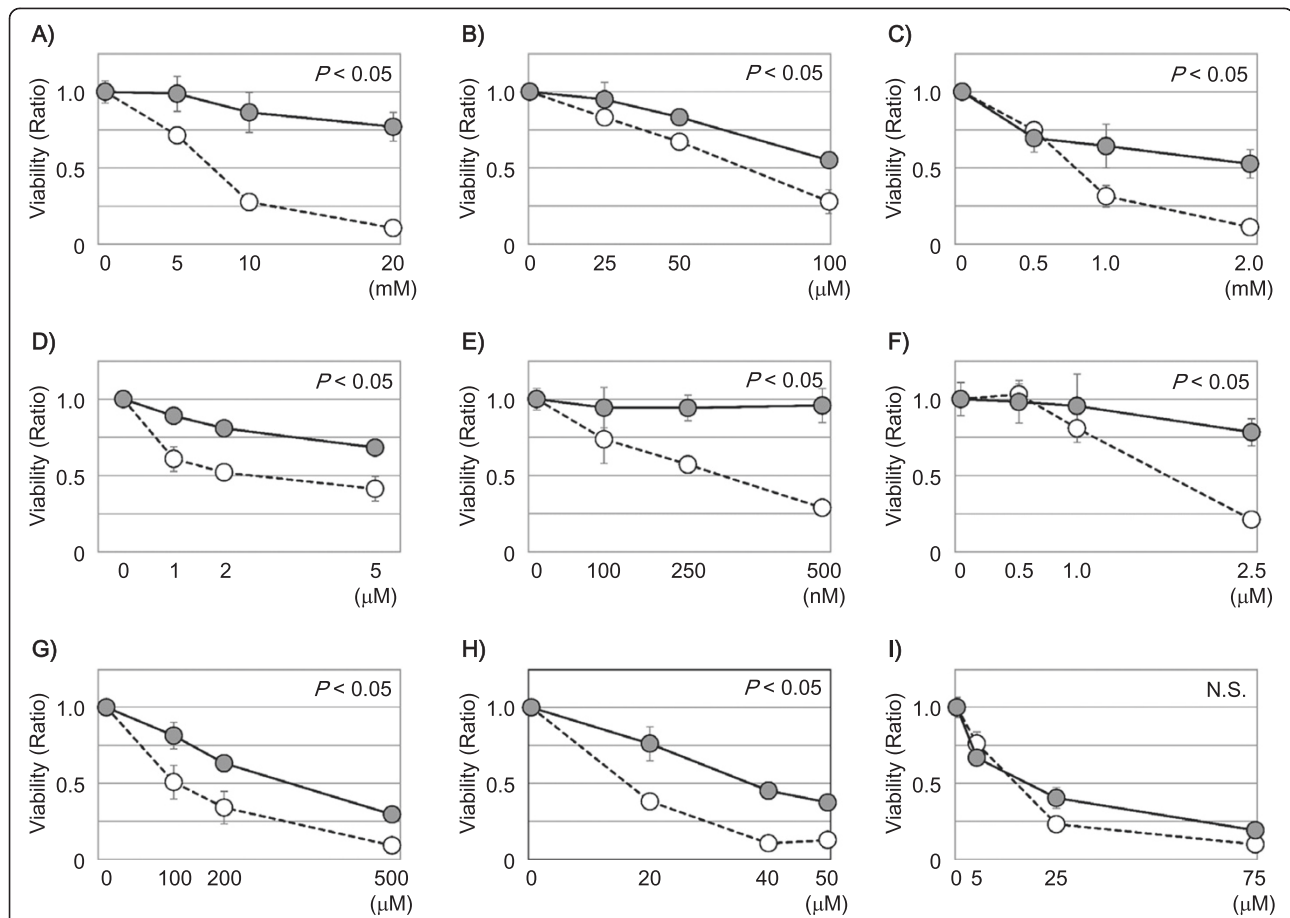 A)
P < 0.05
Viability (Ratio)
1.0
0.5
0
0 5 10 20
(mM)
B)
P < 0.05
Viability (Ratio)
1.0
0.5
0
0 25 50 100
(μM)
C)
P < 0.05
Viability (Ratio)
1.0
0.5
0
0 0.5 1.0 2.0
(mM)
D)
P < 0.05
Viability (Ratio)
1.0
0.5
0
0 1 2 5
(μM)
E)
P < 0.05
Viability (Ratio)
1.0
0.5
0
0 100 250 500
(nM)
F)
P < 0.05
Viability (Ratio)
1.0
0.5
0
0 0.5 1.0 2.5
(μM)
G)
P < 0.05
Viability (Ratio)
1.0
0.5
0
0 100 200 500
(μM)
H)
P < 0.05
Viability (Ratio)
1.0
0.5
0
0 20 40 50
(μM)
I)
N.S.
Viability (Ratio)
1.0
0.5
0
0 5 25 75
(μM)